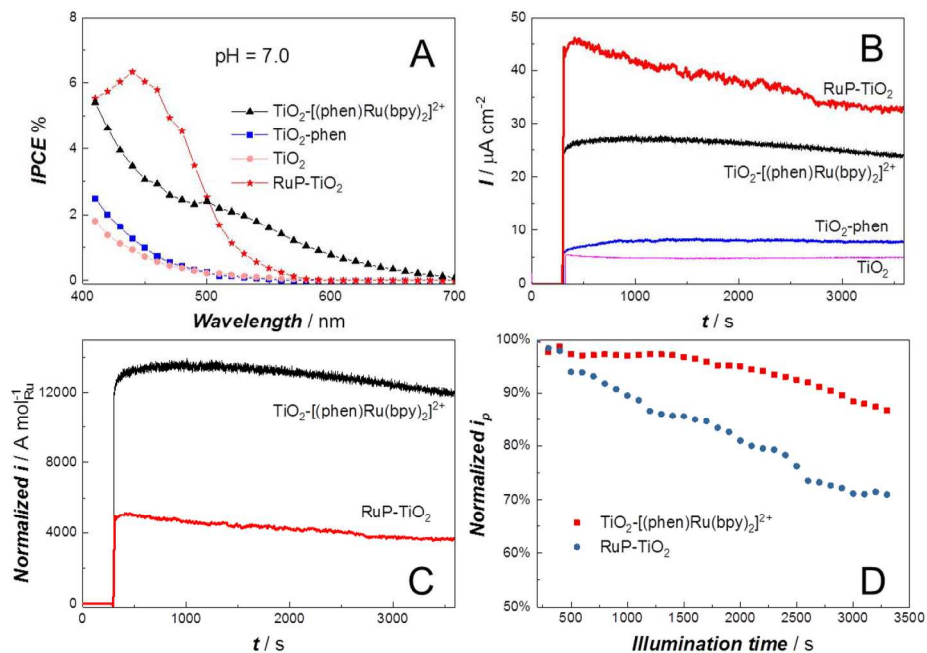 A
pH = 7.0
TiO₂-[(phen)Ru(bpy)₂]²⁺
TiO₂-phen
TiO₂
RuP-TiO₂
IPCE %
8
6
4
2
0
400 500 600 700
Wavelength / nm
B
RuP-TiO₂
TiO₂-[(phen)Ru(bpy)₂]²⁺
TiO₂-phen
TiO₂
I / μA cm⁻²
50
40
30
20
10
0
0 1000 2000 3000
t / s
TiO₂-[(phen)Ru(bpy)₂]²⁺
RuP-TiO₂
C
Normalized i / A mol⁻¹Ru
12000
8000
4000
0
0 1000 2000 3000
t / s
TiO₂-[(phen)Ru(bpy)₂]²⁺
RuP-TiO₂
D
Normalized iₚ
100%
90%
80%
70%
60%
50%
500 1000 1500 2000 2500 3000 3500
Illumination time / s